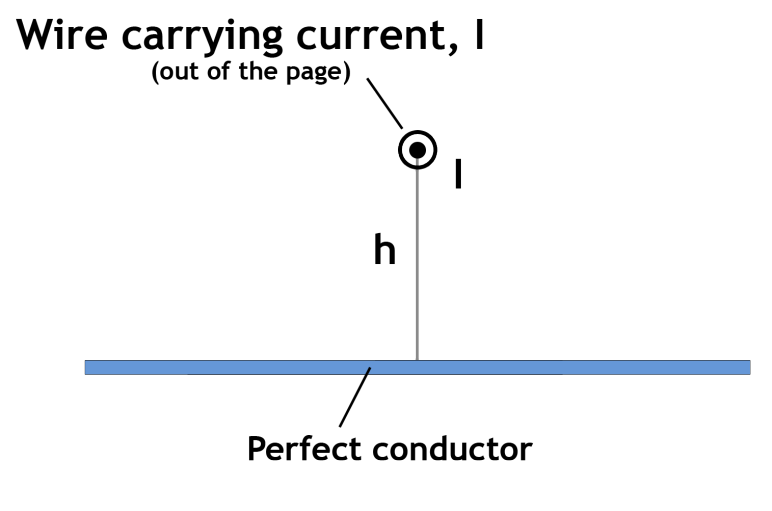 Wire carrying current, I
(out of the page)
I
h
Perfect conductor